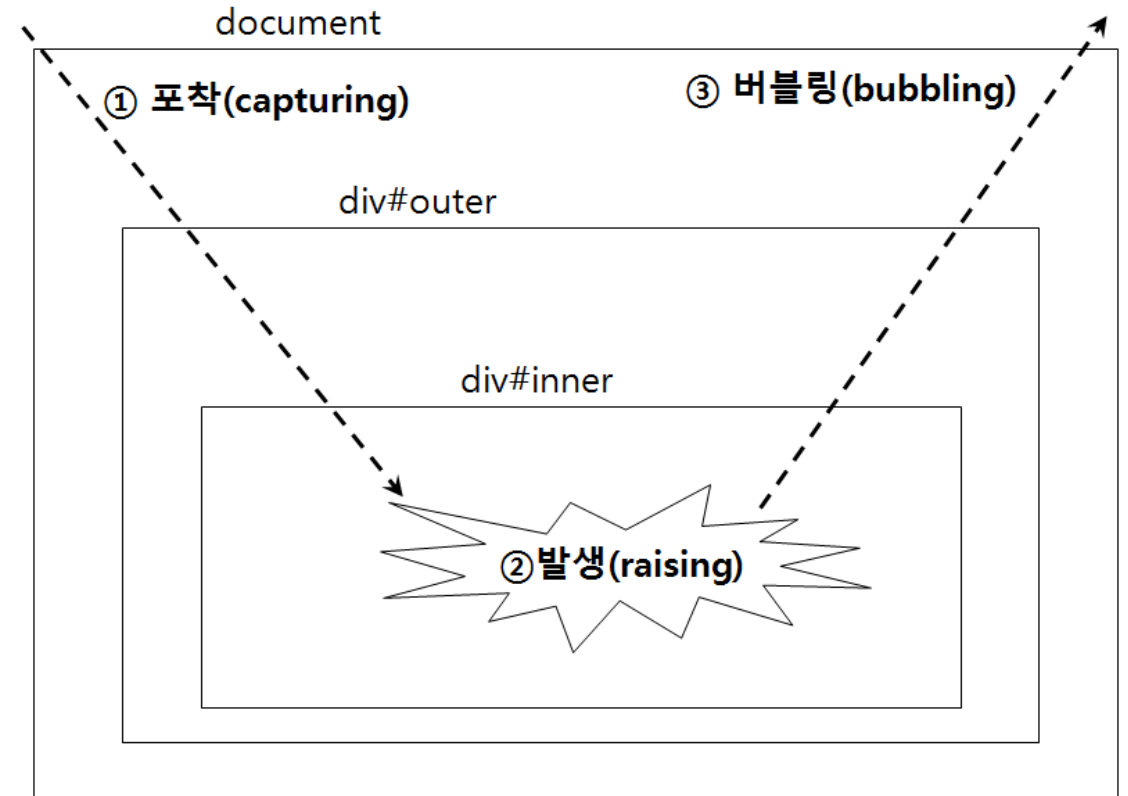 document
① 포착(capturing)
③ 버블링(bubbling)
div#outer
div#inner
②발생(raising)